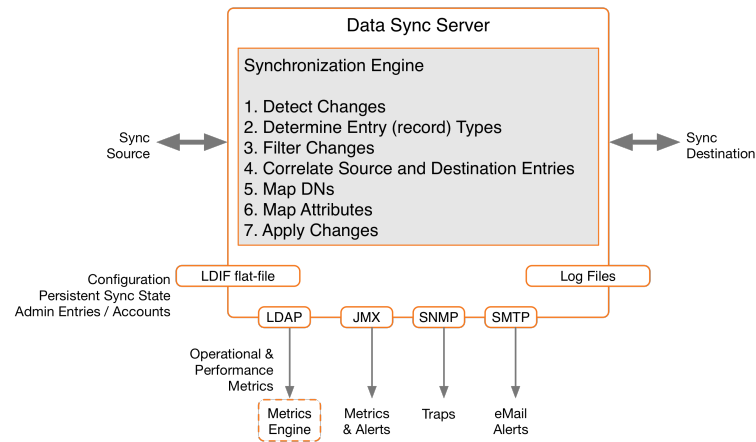 Data Sync Server
Synchronization Engine
1. Detect Changes
2. Determine Entry (record) Types
3. Filter Changes
4. Correlate Source and Destination Entries
5. Map DNs
6. Map Attributes
7. Apply Changes
Sync
Source
Sync
Destination
LDIF flat-file
Log Files
Configuration
Persistent Sync State
Admin Entries / Accounts
LDAP
JMX
SNMP
SMTP
Operational &
Performance
Metrics
Metrics
Engine
Metrics
& Alerts
Traps
eMail
Alerts